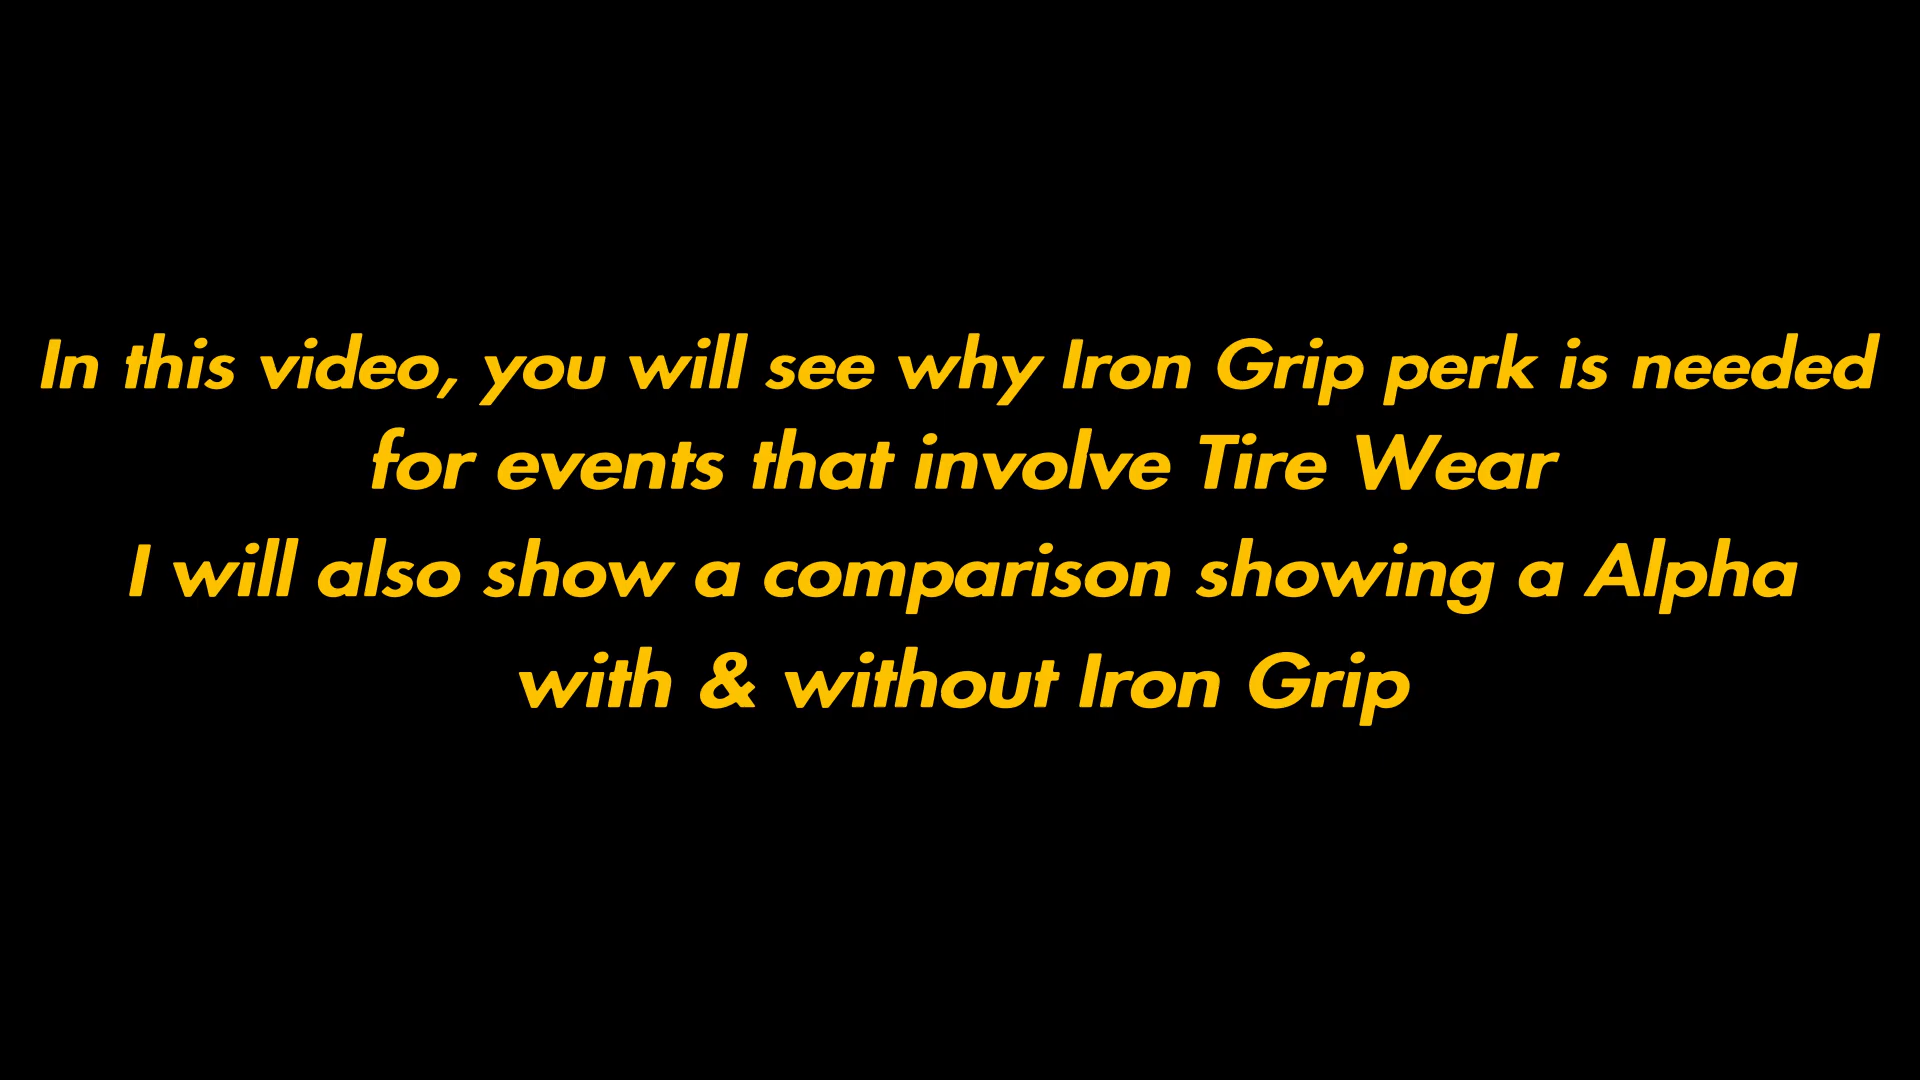 In this video, you will see why Iron Grip perk is needed
for events that involve Tire Wear
I will also show a comparison showing a Alpha
with & without Iron Grip